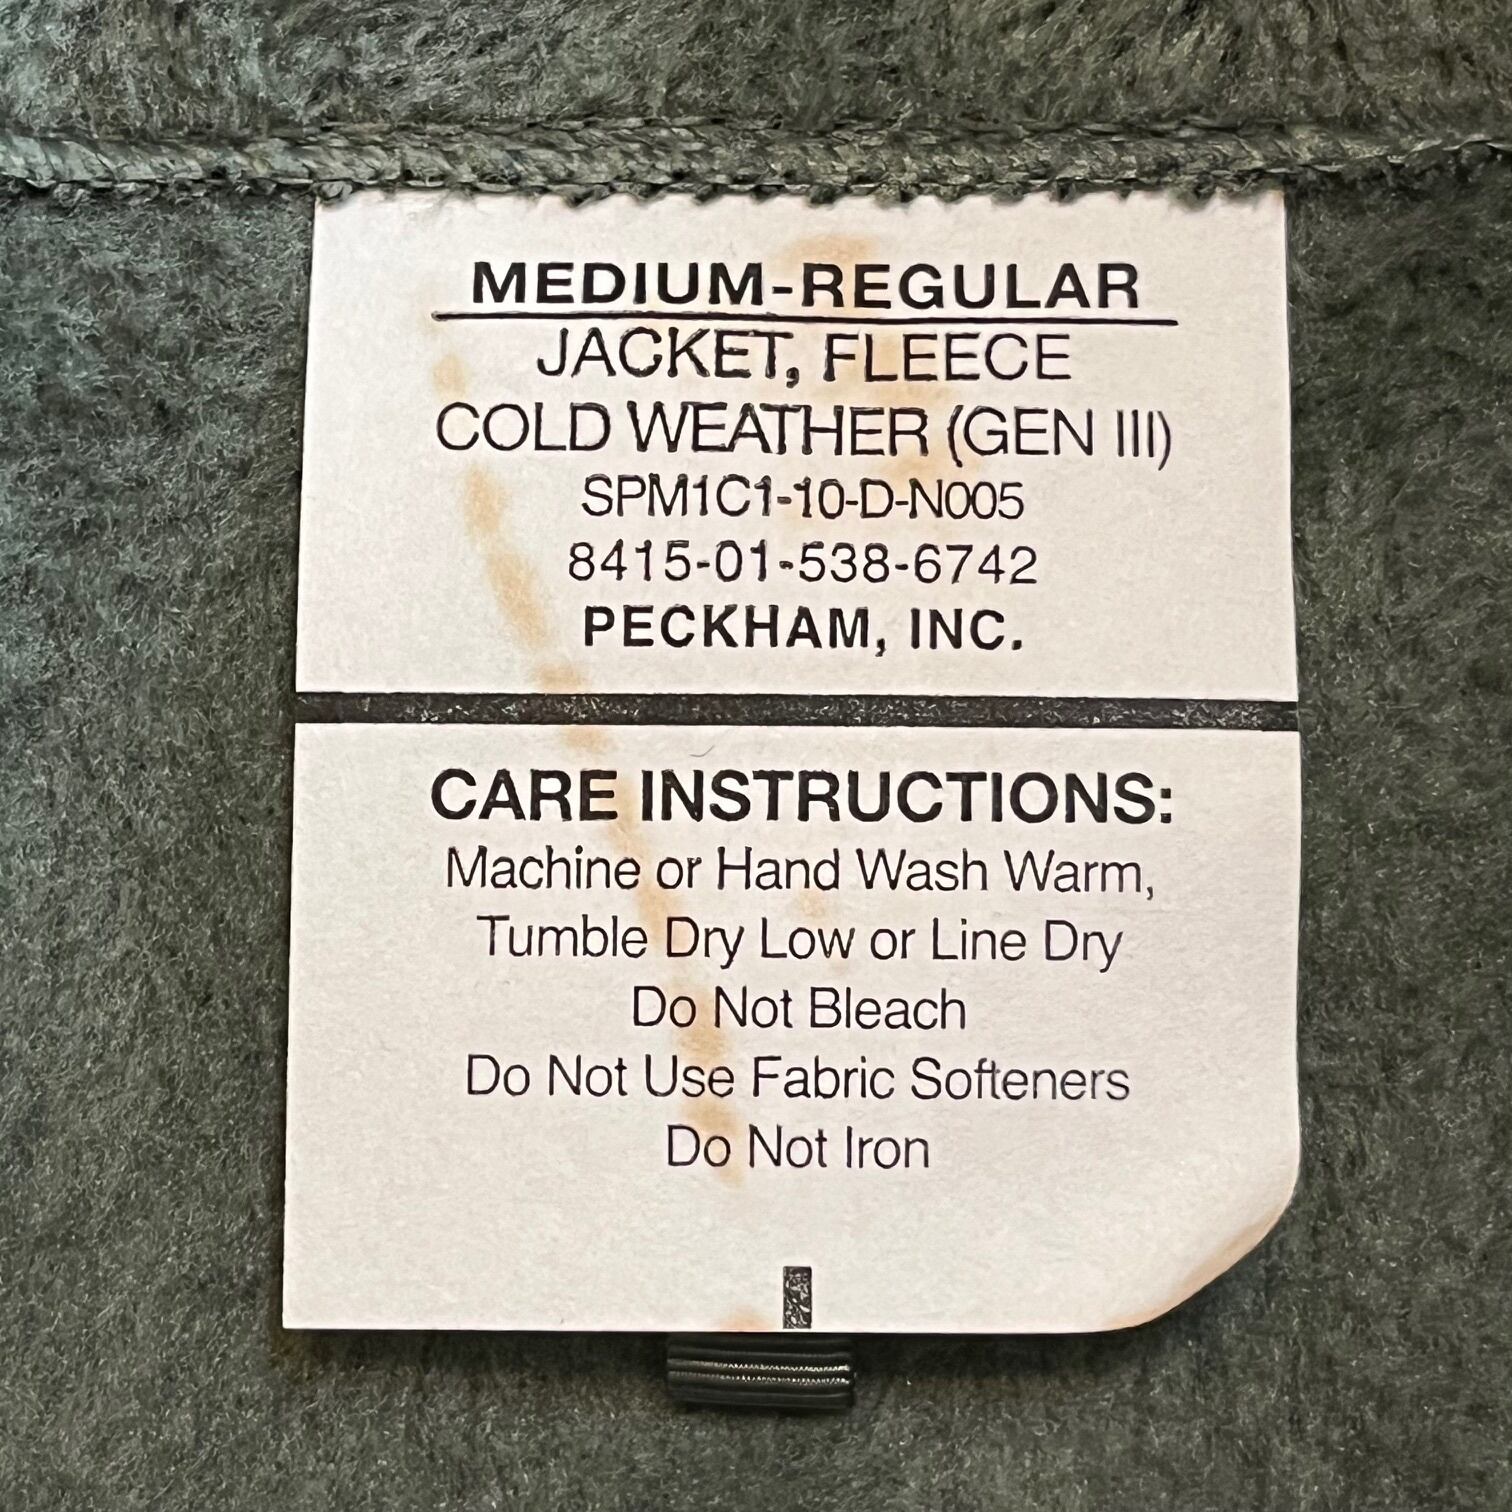 MEDIUM-REGULAR
JACKET, FLEECE
COLD WEATHER (GEN III)
SPM1C1-10-D-N005
8415-01-538-6742
PECKHAM, INC.
CARE INSTRUCTIONS:
Machine or Hand Wash Warm,
Tumble Dry Low or Line Dry
Do Not Bleach
Do Not Use Fabric Softeners
Do Not Iron